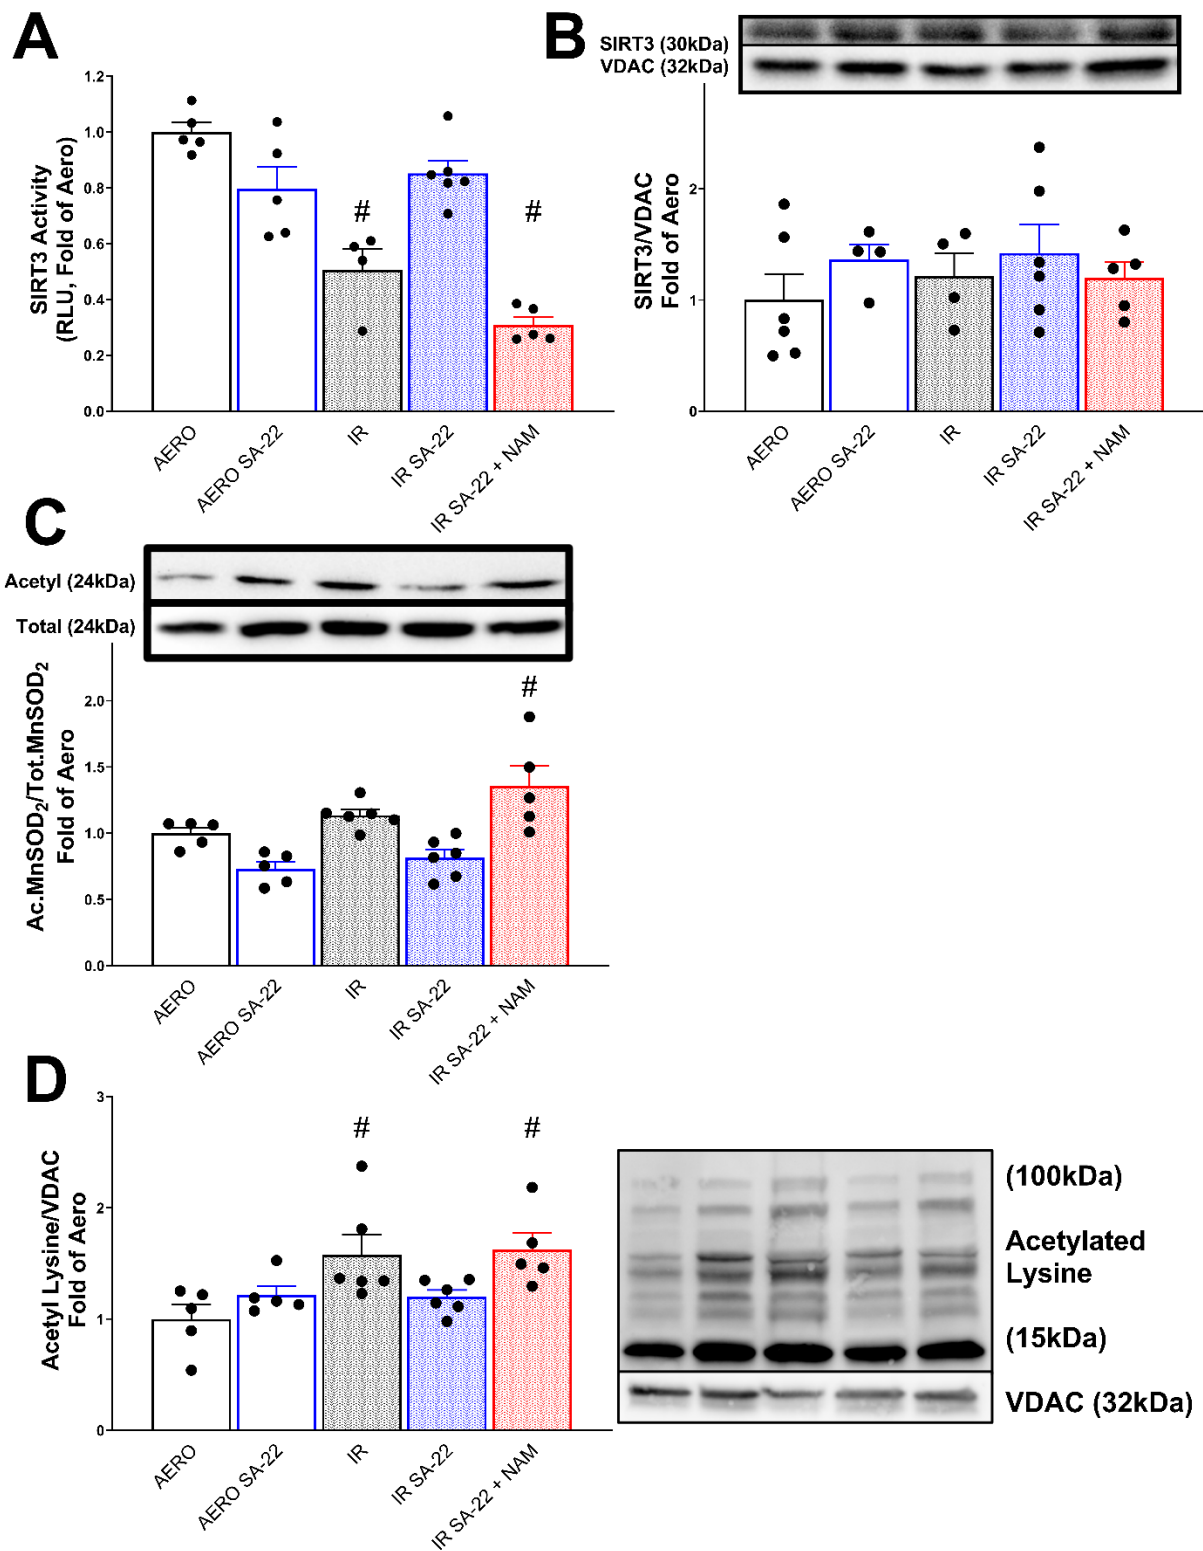 A
SIRT3 Activity
(RLU, Fold of Aero)
1.2
1.0
0.8
0.6
0.4
0.2
0.0
#
#
AERO
AERO SA-22
IR
IR SA-22
IR SA-22 + NAM
B
SIRT3 (30kDa)
VDAC (32kDa)
SIRT3/VDAC
Fold of Aero
2
1
0
AERO
AERO SA-22
IR
IR SA-22
IR SA-22 + NAM
C
Acetyl (24kDa)
Total (24kDa)
Ac.MnSOD₂/Tot.MnSOD₂
Fold of Aero
2.0
1.5
1.0
0.5
0.0
#
AERO
AERO SA-22
IR
IR SA-22
IR SA-22 + NAM
D
Acetyl Lysine/VDAC
Fold of Aero
3
2
1
0
#
#
AERO
AERO SA-22
IR
IR SA-22
IR SA-22 + NAM
(100kDa)
Acetylated
Lysine
(15kDa)
VDAC (32kDa)